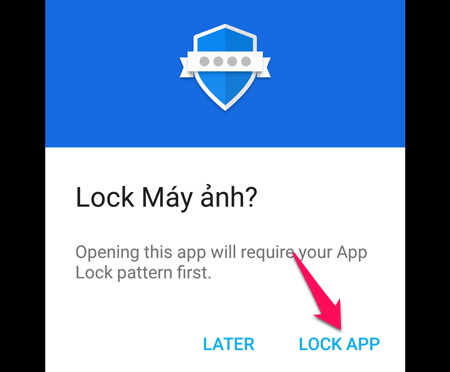 Lock Máy ảnh?
Opening this app will require your App
Lock pattern first.
LATER LOCK APP